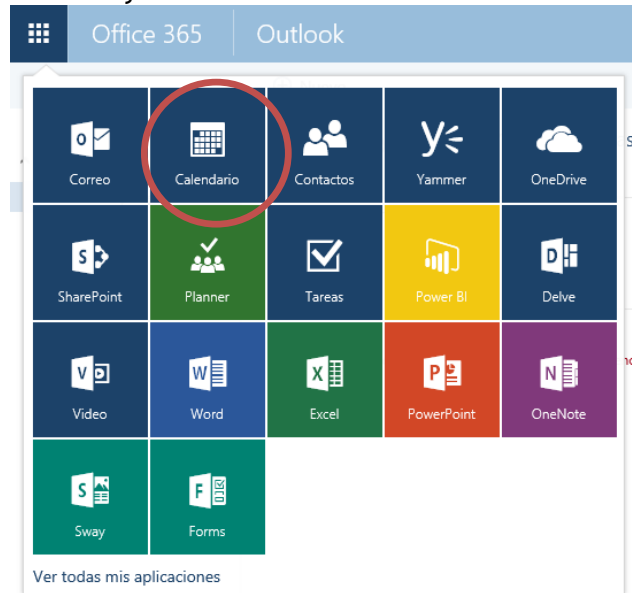 Office 365 Outlook
Correo Calendario Contactos Yammer OneDrive
SharePoint Planner Tareas Power BI Delve
Video Word Excel PowerPoint OneNote
Sway Forms
Ver todas mis aplicaciones